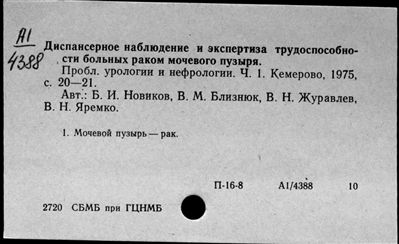 А1
4388
Диспансерное наблюдение и экспертиза трудоспособно-
сти больных раком мочевого пузыря.
Пробл. урологии и нефрологии. Ч. 1. Кемерово, 1975,
с. 20—21.
Авт.: Б. И. Новиков, В. М. Близнюк, В. Н. Журавлев,
В. Н. Яремко.
1. Мочевой пузырь — рак.
П-16-8 А1/4388 10
2720 СБМБ при ГЦНМБ